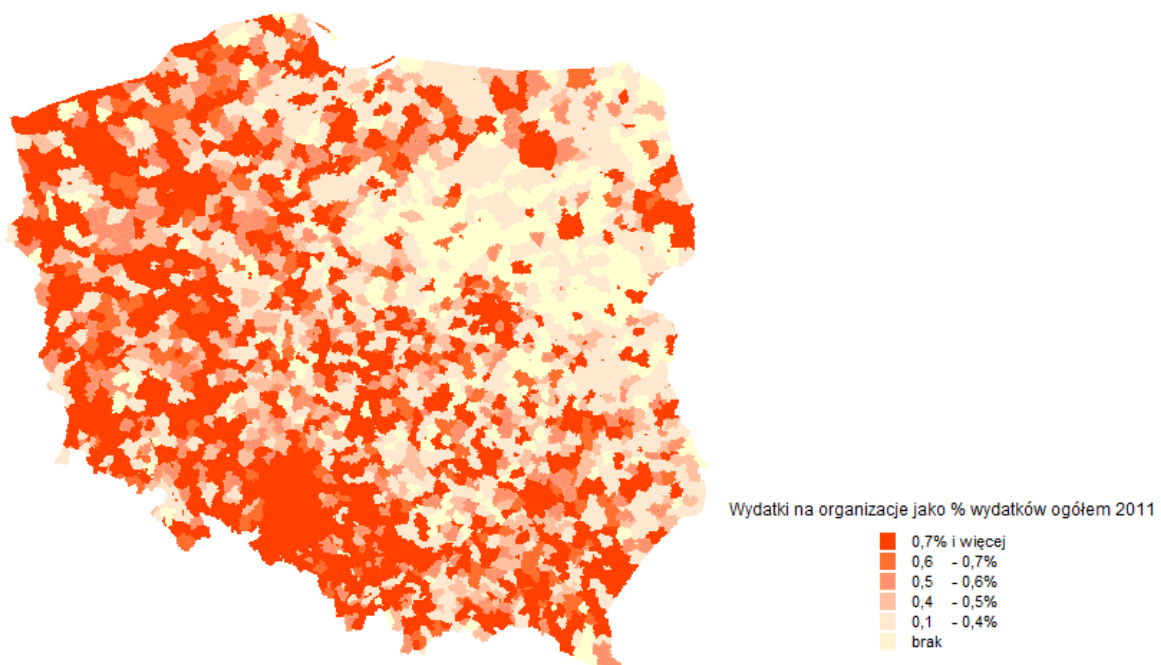 Wydatki na organizacje jako % wydatków ogółem 2011
0,7% i więcej
0,6 - 0,7%
0,5 - 0,6%
0,4 - 0,5%
0,1 - 0,4%
brak